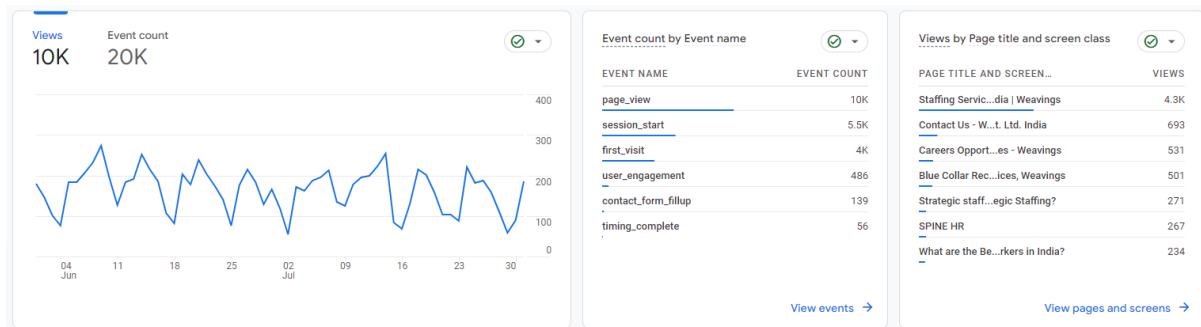 Views
10K
Event count
20K
400
300
200
100
0
04
Jun
11
18
25
02
Jul
09
16
23
30
Event count by Event name
EVENT NAME EVENT COUNT
page_view 10K
session_start 5.5K
first_visit 4K
user_engagement 486
contact_form_fillup 139
timing_complete 56
View events
Views by Page title and screen class
PAGE TITLE AND SCREEN... VIEWS
Staffing Servic...dia | Weavings 4.3K
Contact Us - W...t. Ltd. India 693
Careers Opport...es - Weavings 531
Blue Collar Rec...ices, Weavings 501
Strategic staff...egic Staffing? 271
SPINE HR 267
What are the Be...rkers in India? 234
View pages and screens